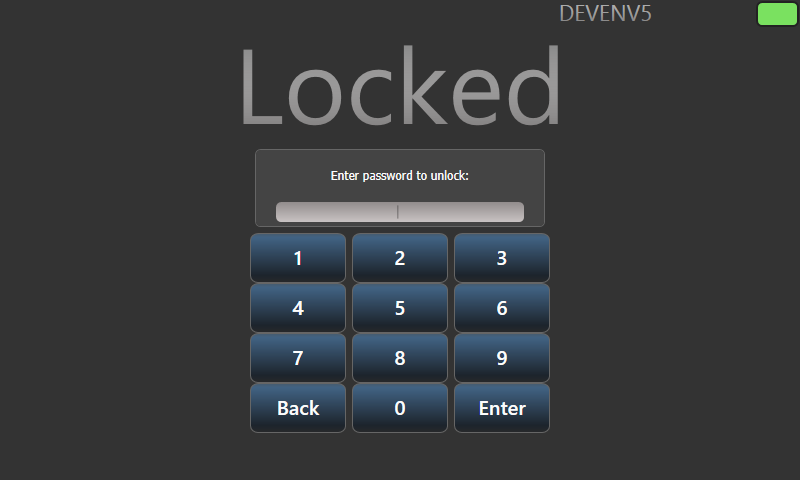 DEVENV5
Locked
Enter password to unlock:
1 2 3
4 5 6
7 8 9
Back 0 Enter